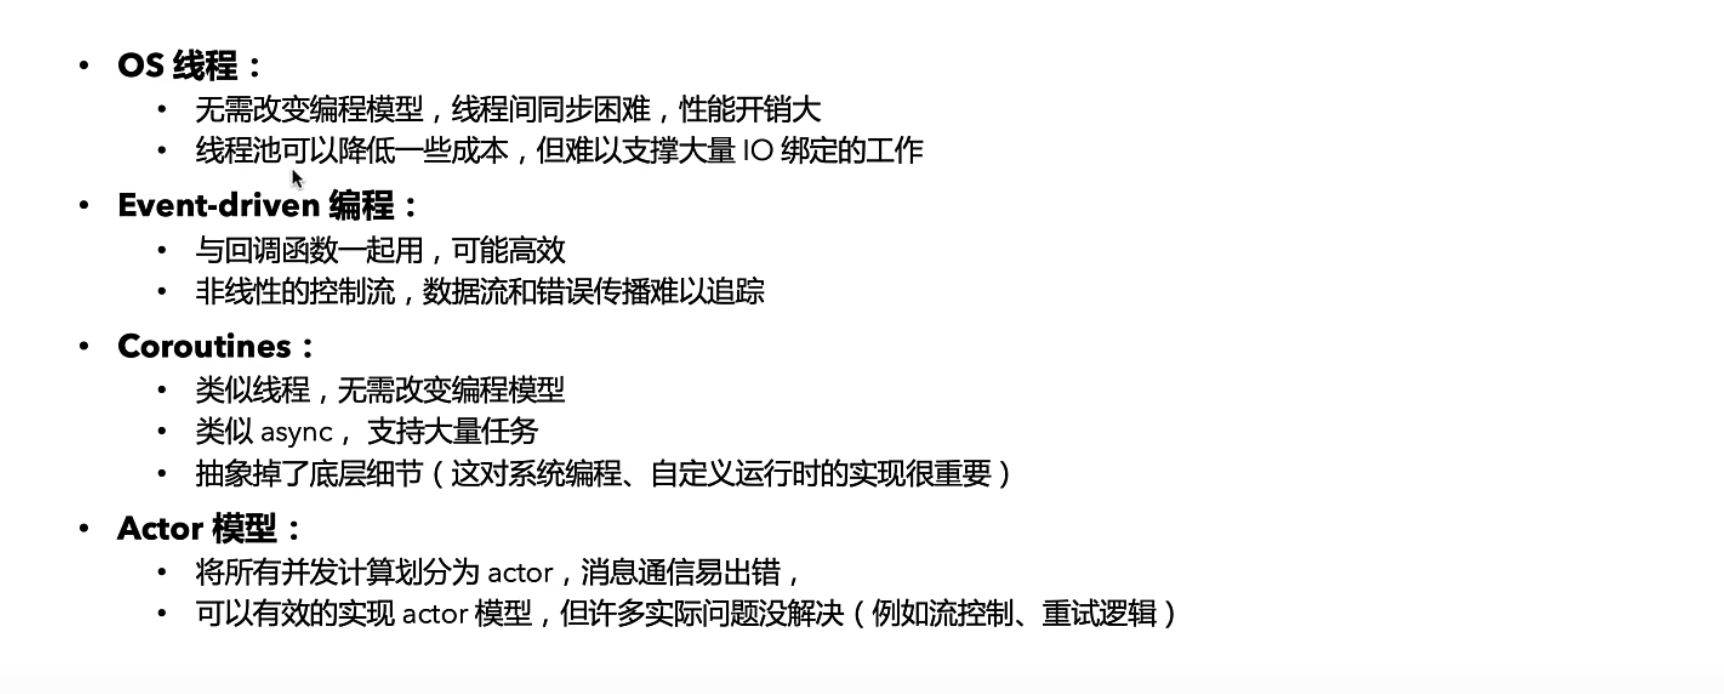 • OS 线程：
• 无需改变编程模型，线程间同步困难，性能开销大
• 线程池可以降低一些成本，但难以支撑大量 IO 绑定的工作
• Event-driven 编程：
• 与回调函数一起用，可能高效
• 非线性的控制流，数据流和错误传播难以追踪
• Coroutines：
• 类似线程，无需改变编程模型
• 类似 async， 支持大量任务
• 抽象掉了底层细节（这对系统编程、自定义运行时的实现很重要）
• Actor 模型：
• 将所有并发计算划分为 actor，消息通信易出错，
• 可以有效的实现 actor 模型，但许多实际问题没解决（例如流控制、重试逻辑）